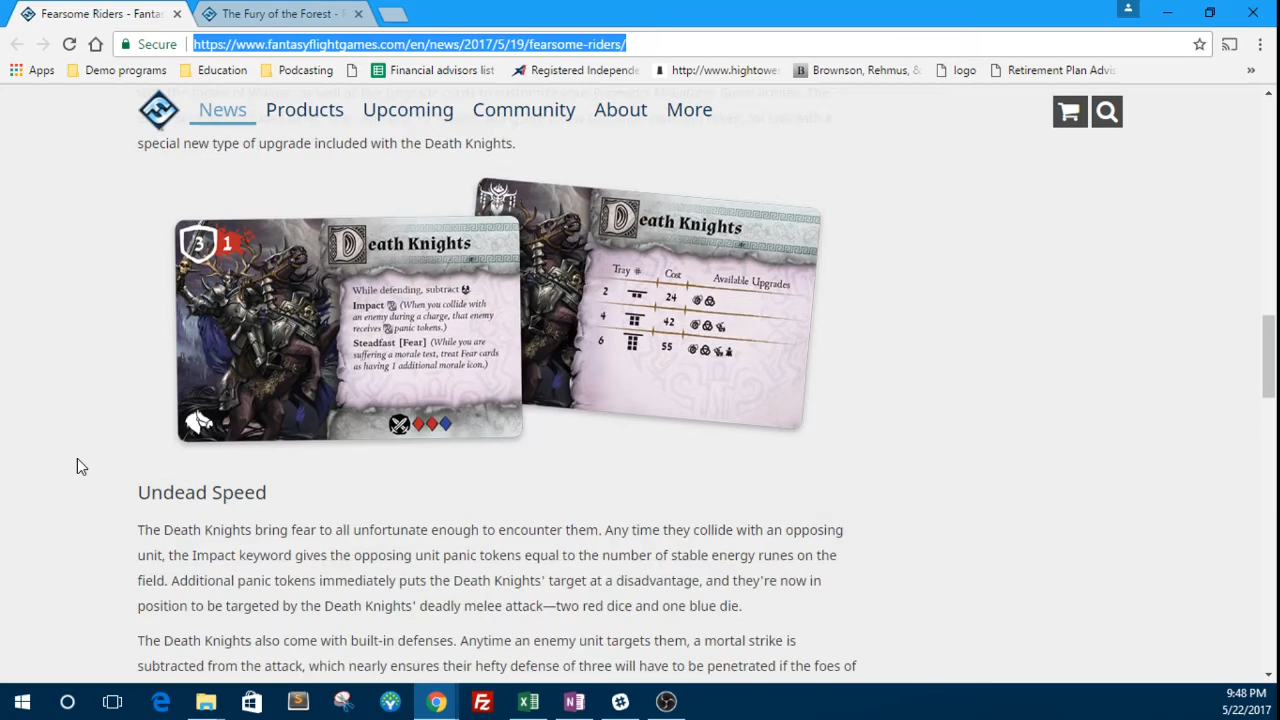 Fearsome Riders - Fantas
The Fury of the Forest -
Secure
https://www.fantasyflightgames.com/en/news/2017/5/19/fearsome-riders/
Apps
Demo programs
Education
Podcasting
Financial advisors list
Registered Independe
http://www.hightowe
Brownson, Rehmus, &
logo
Retirement Plan Advis
»
News
Products
Upcoming
Community
About
More
special new type of upgrade included with the Death Knights.
3 1
Death Knights
While defending, subtract
Impact (When you collide with
an enemy during a charge, that enemy
receives panic tokens.)
Steadfast [Fear] (While you are
suffering a morale test, treat Fear cards
as having 1 additional morale icon.)
Death Knights
Tray # Cost Available Upgrades
2 24
4 42
6 55
Undead Speed
The Death Knights bring fear to all unfortunate enough to encounter them. Any time they collide with an opposing
unit, the Impact keyword gives the opposing unit panic tokens equal to the number of stable energy runes on the
field. Additional panic tokens immediately puts the Death Knights' target at a disadvantage, and they're now in
position to be targeted by the Death Knights' deadly melee attack—two red dice and one blue die.
The Death Knights also come with built-in defenses. Anytime an enemy unit targets them, a mortal strike is
subtracted from the attack, which nearly ensures their hefty defense of three will have to be penetrated if the foes of
9:48 PM
5/22/2017